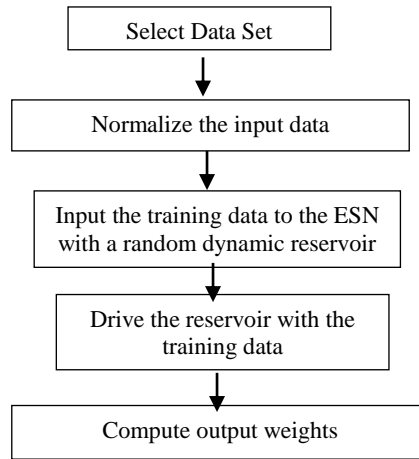 Select Data Set
Normalize the input data
Input the training data to the ESN
with a random dynamic reservoir
Drive the reservoir with the
training data
Compute output weights